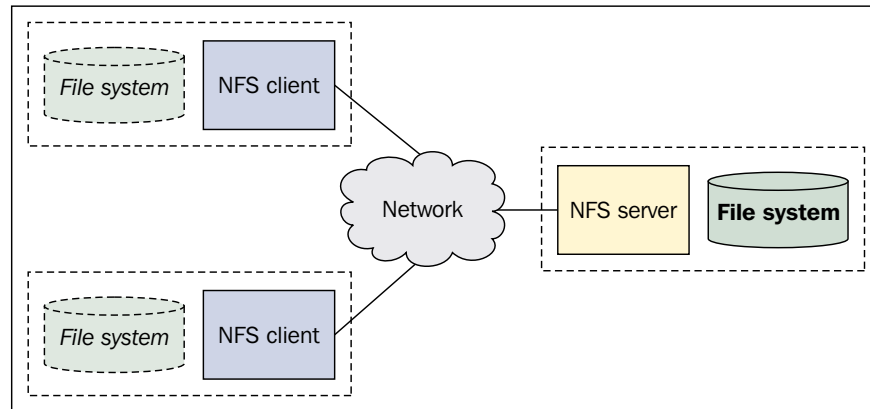 File system
NFS client
Network
NFS server
File system
File system
NFS client